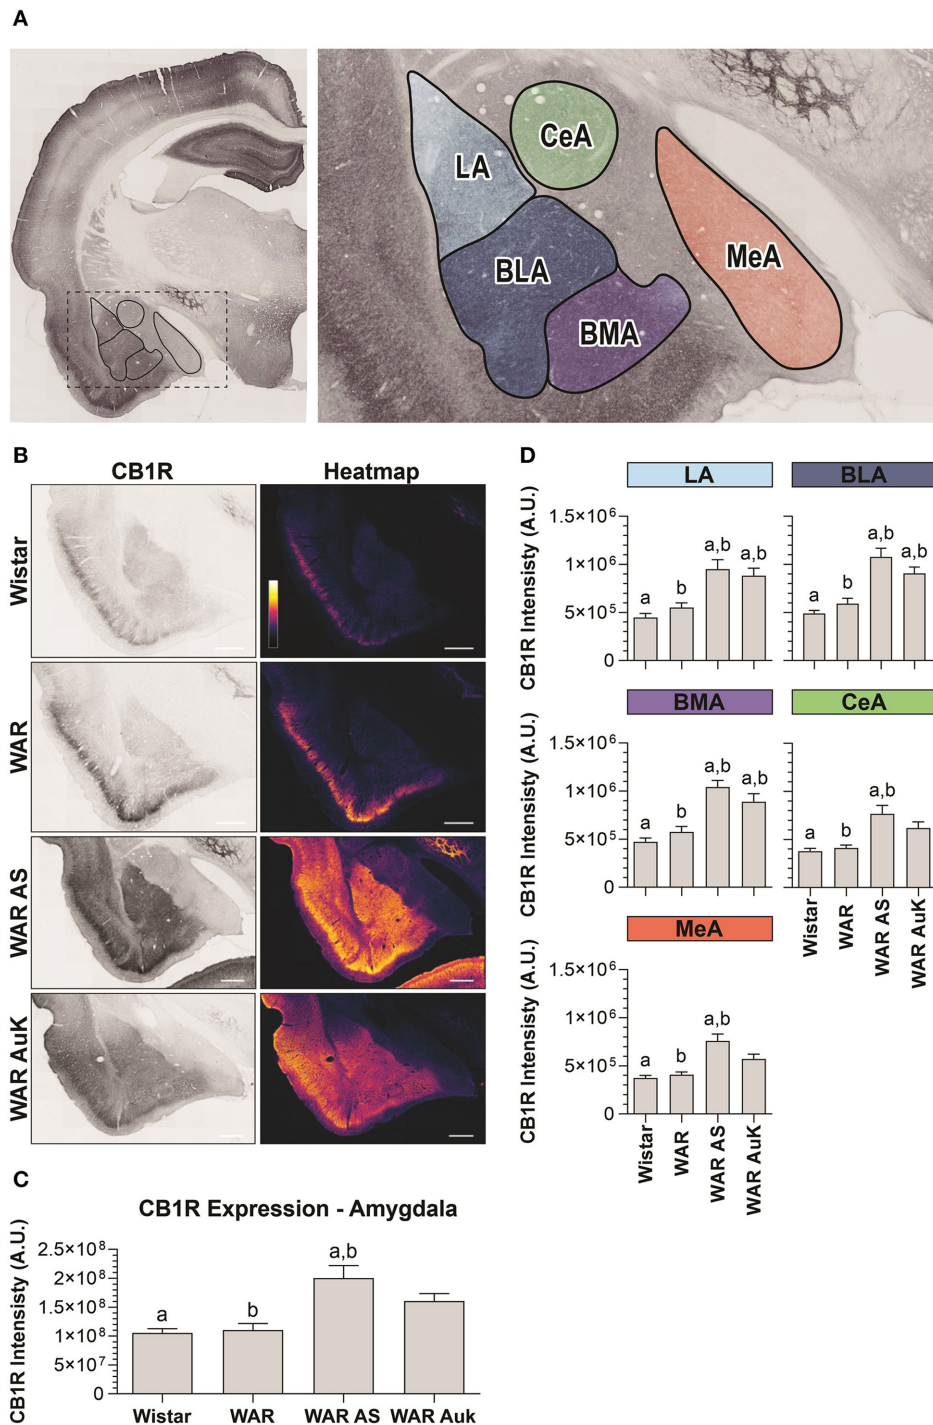 A
LA
CeA
BLA
BMA
MeA
B
CB1R
Heatmap
Wistar
WAR
WAR AS
WAR AuK
D
LA
BLA
CB1R Intensisty (A.U.)
1.5×10⁶
1×10⁶
5×10⁵
0
a
b
a,b
a,b
a
b
a,b
a,b
BMA
CeA
CB1R Intensisty (A.U.)
1.5×10⁶
1×10⁶
5×10⁵
0
a
b
a,b
a,b
a
b
a,b
Wistar
WAR
WAR AS
WAR AuK
MeA
CB1R Intensisty (A.U.)
1.5×10⁶
1×10⁶
5×10⁵
0
a
b
a,b
Wistar
WAR
WAR AS
WAR AuK
C
CB1R Expression - Amygdala
CB1R Intensisty (A.U.)
2.5×10⁸
2×10⁸
1.5×10⁸
1×10⁸
5×10⁷
0
a
b
a,b
Wistar
WAR
WAR AS
WAR Auk